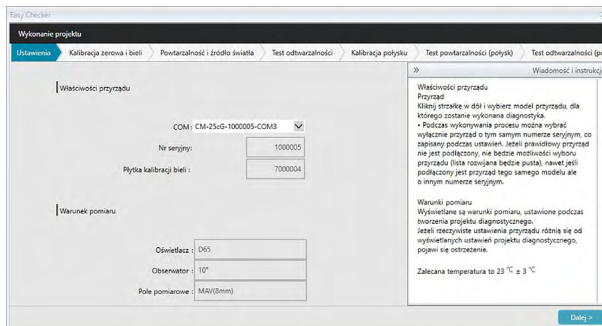 Easy Checker
Wykonanie projektu
Ustawienia
Kalibracja zerowa i bieli
Powtarzalność i źródło światła
Test odtwarzalności
Kalibracja połysku
Test powtarzalności (połysk)
Test odtwarzalności (po
Właściwości przyrządu
COM: CM-25cG-1000005-COM3
Nr seryjny: 1000005
Płytka kalibracji bieli : 7000004
Warunek pomiaru
Oświetlacz : D65
Obserwator : 10°
Pole pomiarowe : MAV(8mm)
» Wiadomość i instrukcj
Właściwości przyrządu
Przyrząd
Kliknij strzałkę w dół i wybierz model przyrządu, dla
którego zostanie wykonana diagnostyka.
• Podczas wykonywania procesu można wybrać
wyłącznie przyrząd o tym samym numerze seryjnym, co
zapisany podczas ustawień. Jeżeli prawidłowy przyrząd
nie jest podłączony, nie będzie możliwości wyboru
przyrządu (lista rozwijana będzie pusta), nawet jeśli
podłączony jest przyrząd tego samego modelu ale
o innym numerze seryjnym.
Warunki pomiaru
Wyświetlane są warunki pomiaru, ustawione podczas
tworzenia projektu diagnostycznego.
Jeżeli rzeczywiste ustawienia przyrządu różnią się od
wyświetlanych ustawień projektu diagnostycznego,
pojawi się ostrzeżenie.
Zalecana temperatura to 23 °C ± 3 °C
Dalej >